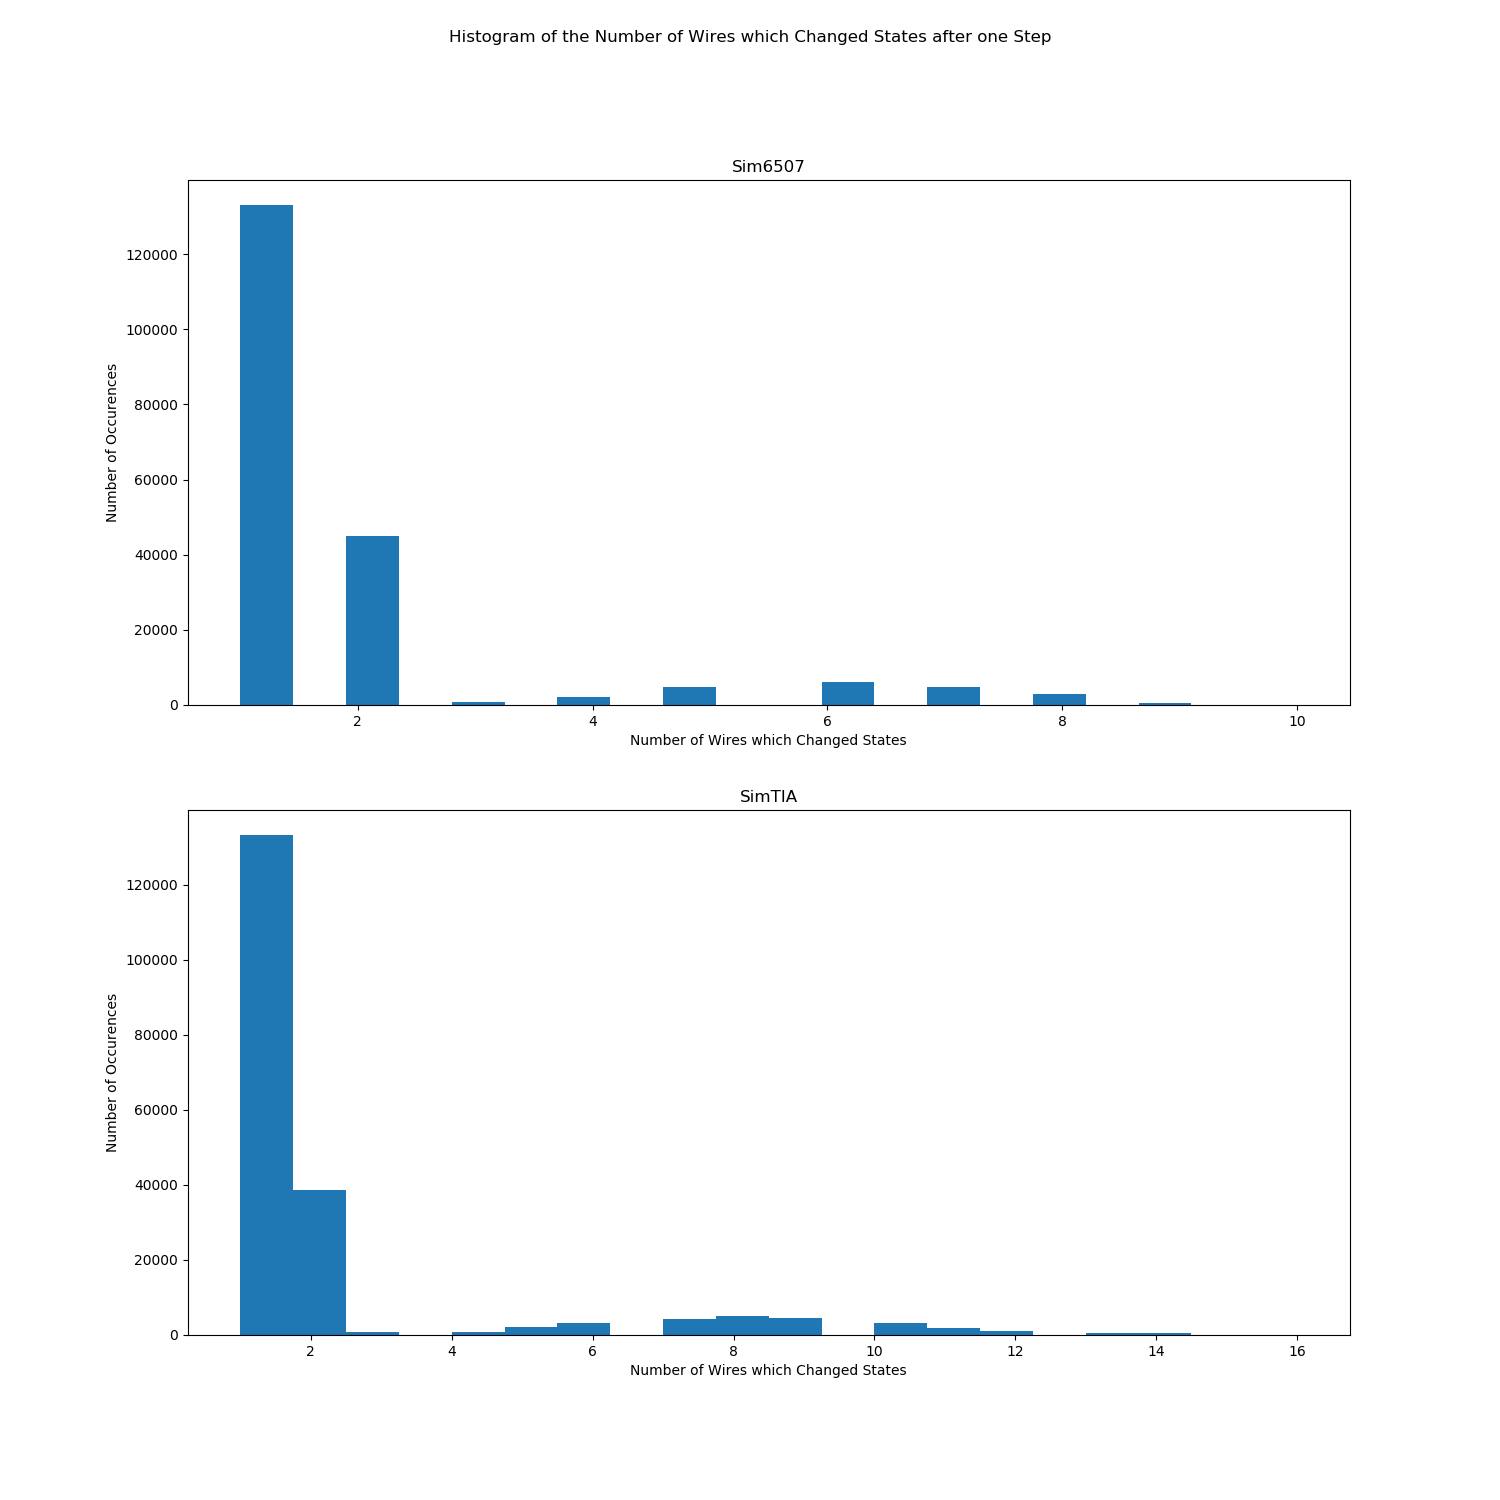 Histogram of the Number of Wires which Changed States after one Step
Sim6507
120000
100000
80000
60000
40000
20000
0
Number of Occurences
2 4 6 8 10
Number of Wires which Changed States
SimTIA
120000
100000
80000
60000
40000
20000
0
Number of Occurences
2 4 6 8 10 12 14 16
Number of Wires which Changed States